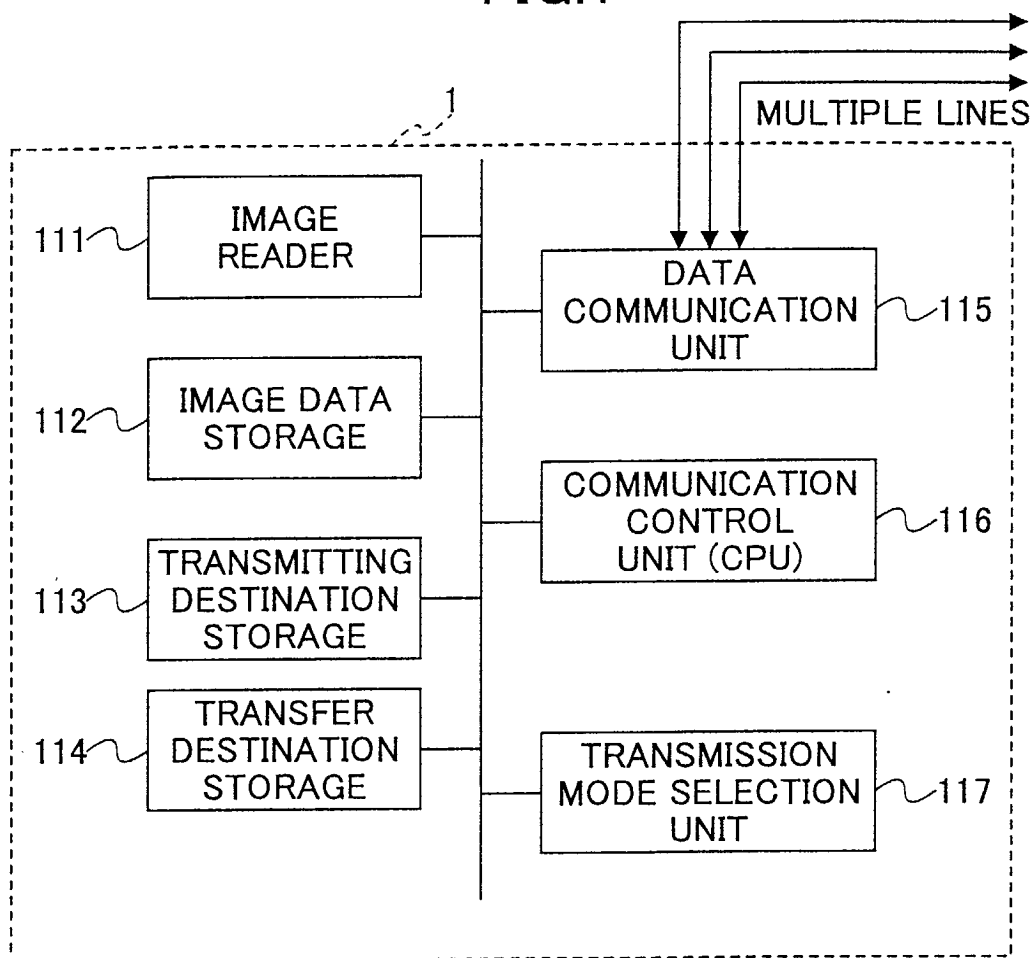 MULTIPLE LINES
1
111
IMAGE
READER
DATA
COMMUNICATION
UNIT
115
112
IMAGE DATA
STORAGE
COMMUNICATION
CONTROL
UNIT (CPU)
116
113
TRANSMITTING
DESTINATION
STORAGE
114
TRANSFER
DESTINATION
STORAGE
TRANSMISSION
MODE SELECTION
UNIT
117